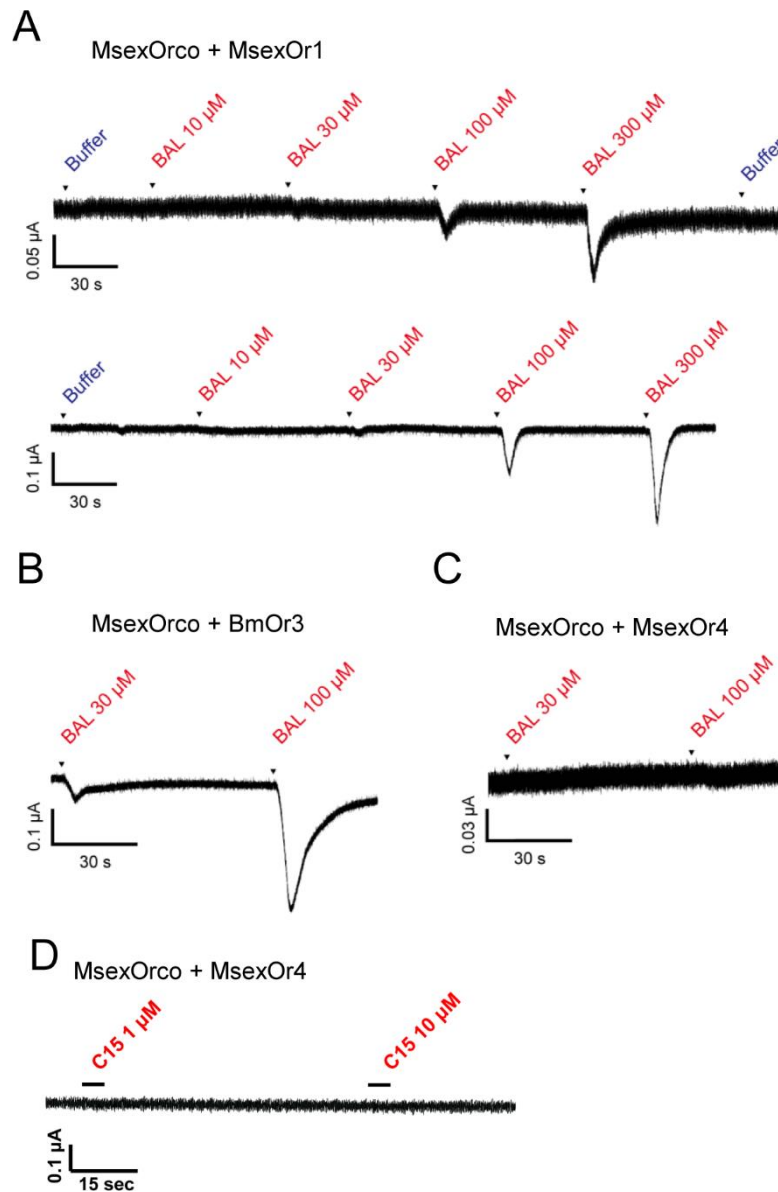 A
MsexOrco + MsexOr1
Buffer
BAL 10 µM
BAL 30 µM
BAL 100 µM
BAL 300 µM
Buffer
0.05 µA
30 s
Buffer
BAL 10 µM
BAL 30 µM
BAL 100 µM
BAL 300 µM
0.1 µA
30 s
B
MsexOrco + BmOr3
BAL 30 µM
BAL 100 µM
0.1 µA
30 s
C
MsexOrco + MsexOr4
BAL 30 µM
BAL 100 µM
0.03 µA
30 s
D
MsexOrco + MsexOr4
C15 1 µM
C15 10 µM
0.1 µA
15 sec